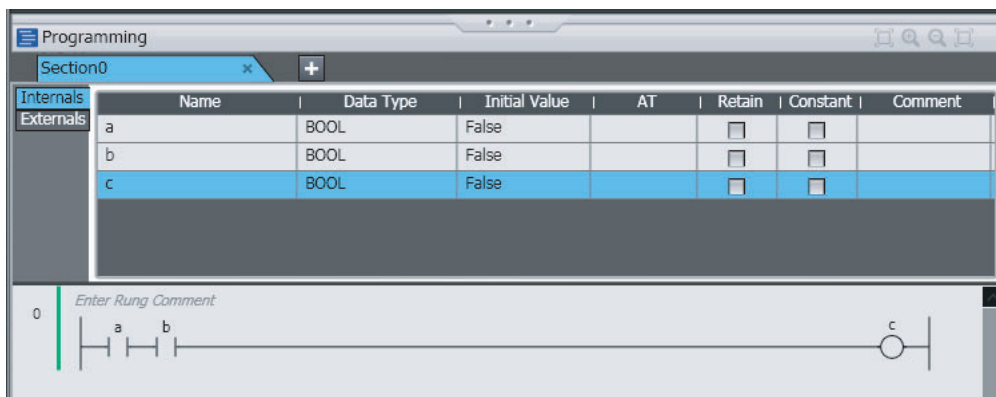 Programming
Section0
Internals
Externals
Name Data Type Initial Value AT Retain Constant Comment
a BOOL False
b BOOL False
c BOOL False
Enter Rung Comment
0
a b c